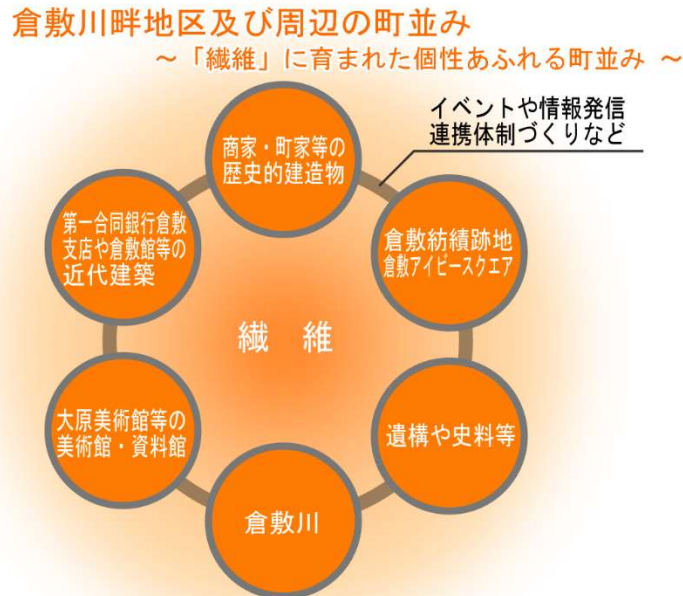 倉敷川畔地区及び周辺の町並み
～「繊維」に育まれた個性あふれる町並み ～
イベントや情報発信
連携体制づくりなど
商家・町家等の
歴史的建造物
第一合同銀行倉敷
支店や倉敷館等の
近代建築
倉敷紡績跡地
倉敷アイビースクエア
繊 維
大原美術館等の
美術館・資料館
遺構や史料等
倉敷川